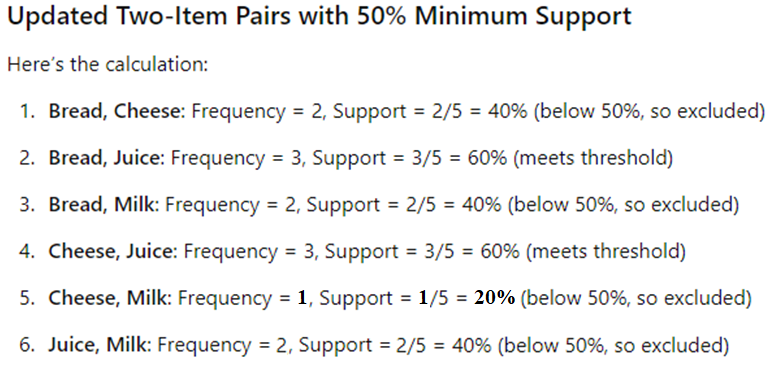 Updated Two-Item Pairs with 50% Minimum Support
Here's the calculation:
1. Bread, Cheese: Frequency = 2, Support = 2/5 = 40% (below 50%, so excluded)
2. Bread, Juice: Frequency = 3, Support = 3/5 = 60% (meets threshold)
3. Bread, Milk: Frequency = 2, Support = 2/5 = 40% (below 50%, so excluded)
4. Cheese, Juice: Frequency = 3, Support = 3/5 = 60% (meets threshold)
5. Cheese, Milk: Frequency = 1, Support = 1/5 = 20% (below 50%, so excluded)
6. Juice, Milk: Frequency = 2, Support = 2/5 = 40% (below 50%, so excluded)